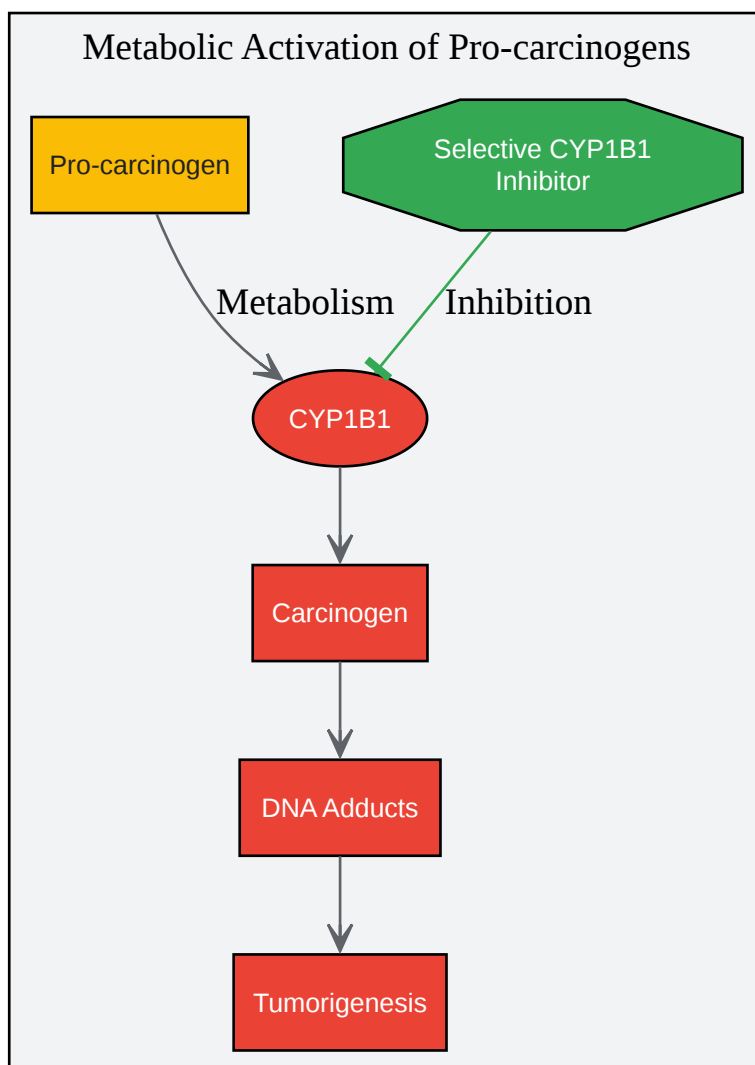 Metabolic Activation of Pro-carcinogens
Pro-carcinogen
Selective CYP1B1
Inhibitor
Metabolism
Inhibition
CYP1B1
Carcinogen
DNA Adducts
Tumorigenesis